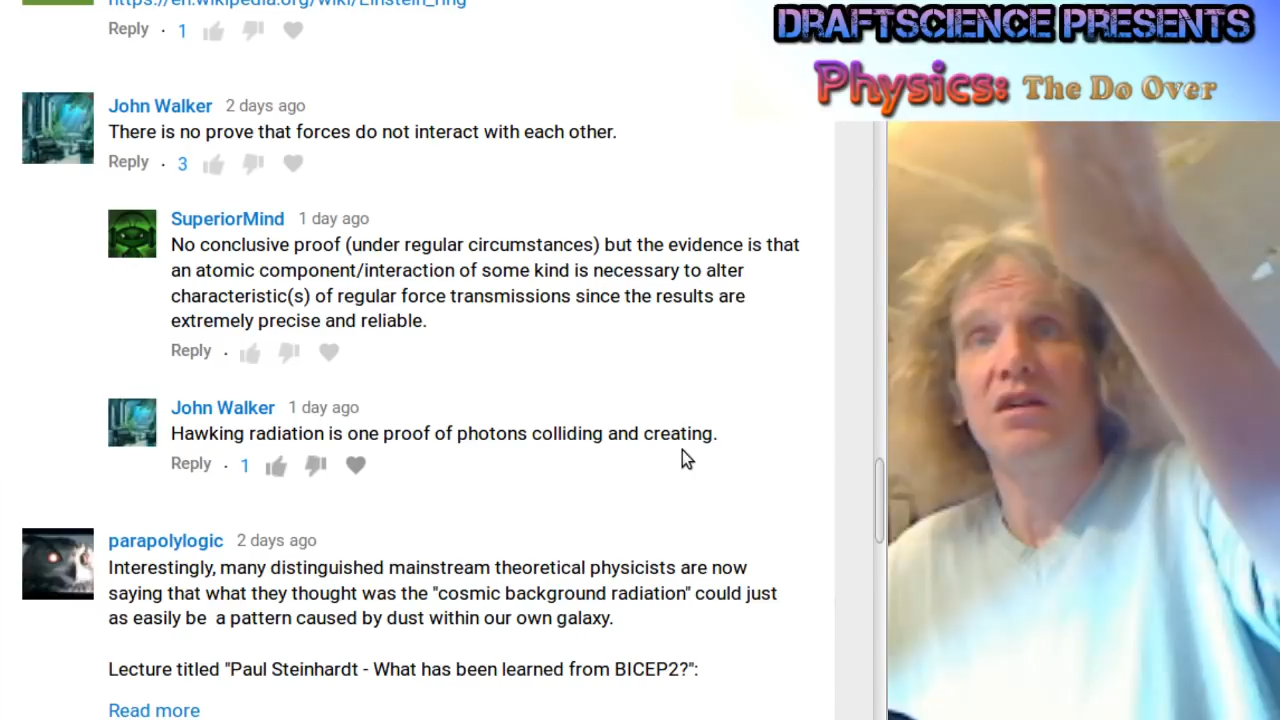 https://en.wikipedia.org/wiki/Einstein_ring
Reply · 1
DRAFTSCIENCE PRESENTS
Physics: The Do Over
John Walker 2 days ago
There is no prove that forces do not interact with each other.
Reply · 3
SuperiorMind 1 day ago
No conclusive proof (under regular circumstances) but the evidence is that
an atomic component/interaction of some kind is necessary to alter
characteristic(s) of regular force transmissions since the results are
extremely precise and reliable.
Reply ·
John Walker 1 day ago
Hawking radiation is one proof of photons colliding and creating.
Reply · 1
parapolylogic 2 days ago
Interestingly, many distinguished mainstream theoretical physicists are now
saying that what they thought was the "cosmic background radiation" could just
as easily be a pattern caused by dust within our own galaxy.
Lecture titled "Paul Steinhardt - What has been learned from BICEP2?":
Read more